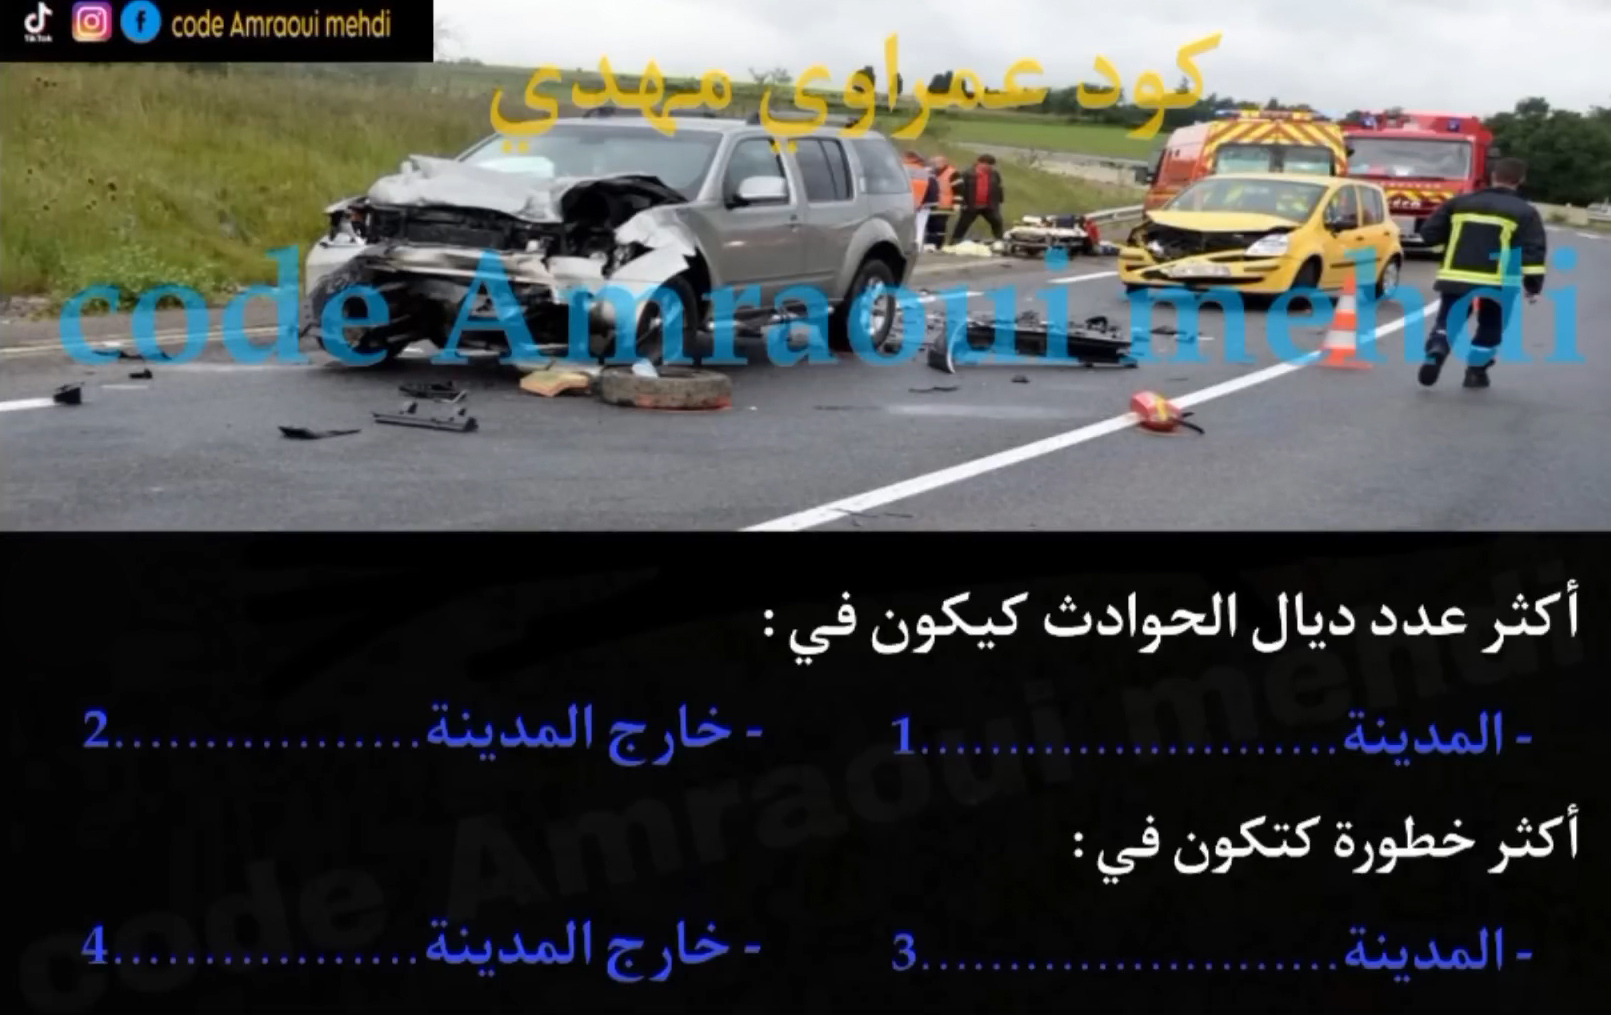 TikTok
code Amraoui mehdi
كود عمراوي مهدي
code Amraoui mehdi
أكثر عدد ديال الحوادث كيكون في :
- المدينة.......................1
- خارج المدينة.................2
أكثر خطورة كتكون في :
- المدينة.......................3
- خارج المدينة.................4
code Amraoui mehdi